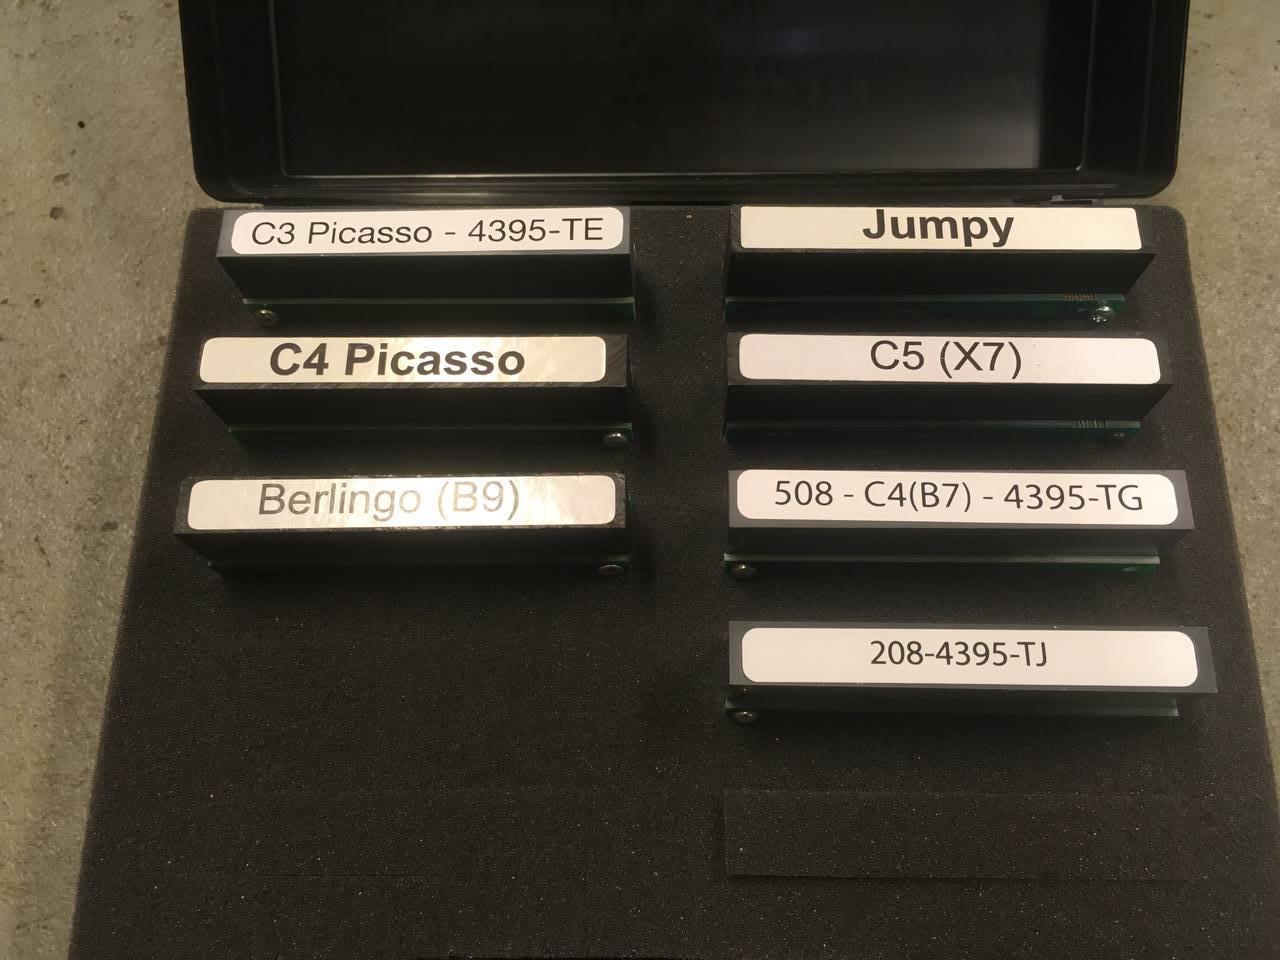 C3 Picasso - 4395-TE
Jumpy
C4 Picasso
C5 (X7)
Berlingo (B9)
508 - C4(B7) - 4395-TG
208-4395-TJ